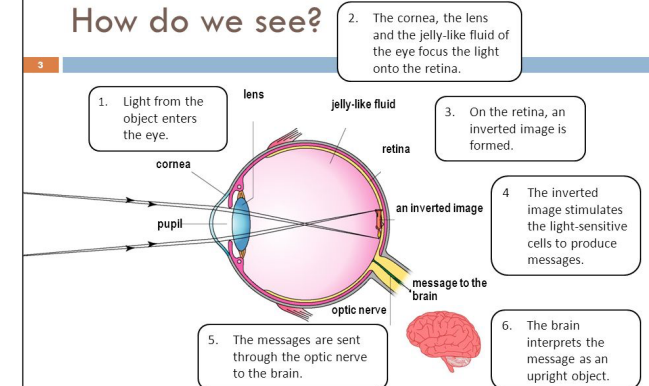 How do we see?
3
1. Light from the
object enters
the eye.
2. The cornea, the lens
and the jelly-like fluid of
the eye focus the light
onto the retina.
3. On the retina, an
inverted image is
formed.
4 The inverted
image stimulates
the light-sensitive
cells to produce
messages.
5. The messages are sent
through the optic nerve
to the brain.
6. The brain
interprets the
message as an
upright object.
lens
jelly-like fluid
retina
cornea
pupil
an inverted image
message to the
brain
optic nerve